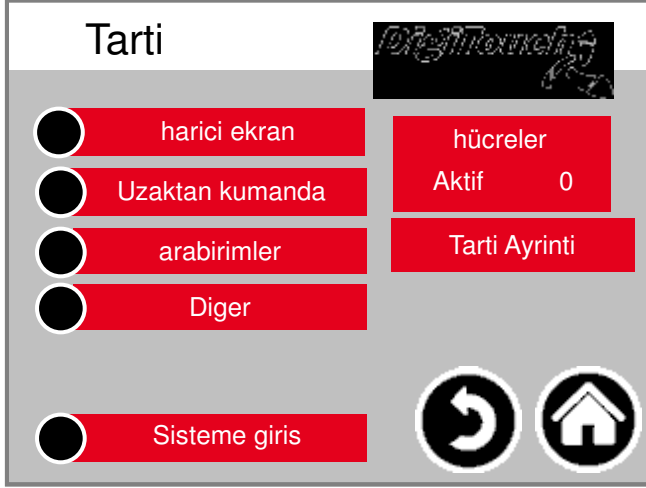 Tarti
DigiTouch
harici ekran
Uzaktan kumanda
arabirimler
Diger
Sisteme giris
hücreler
Aktif 0
Tarti Ayrinti